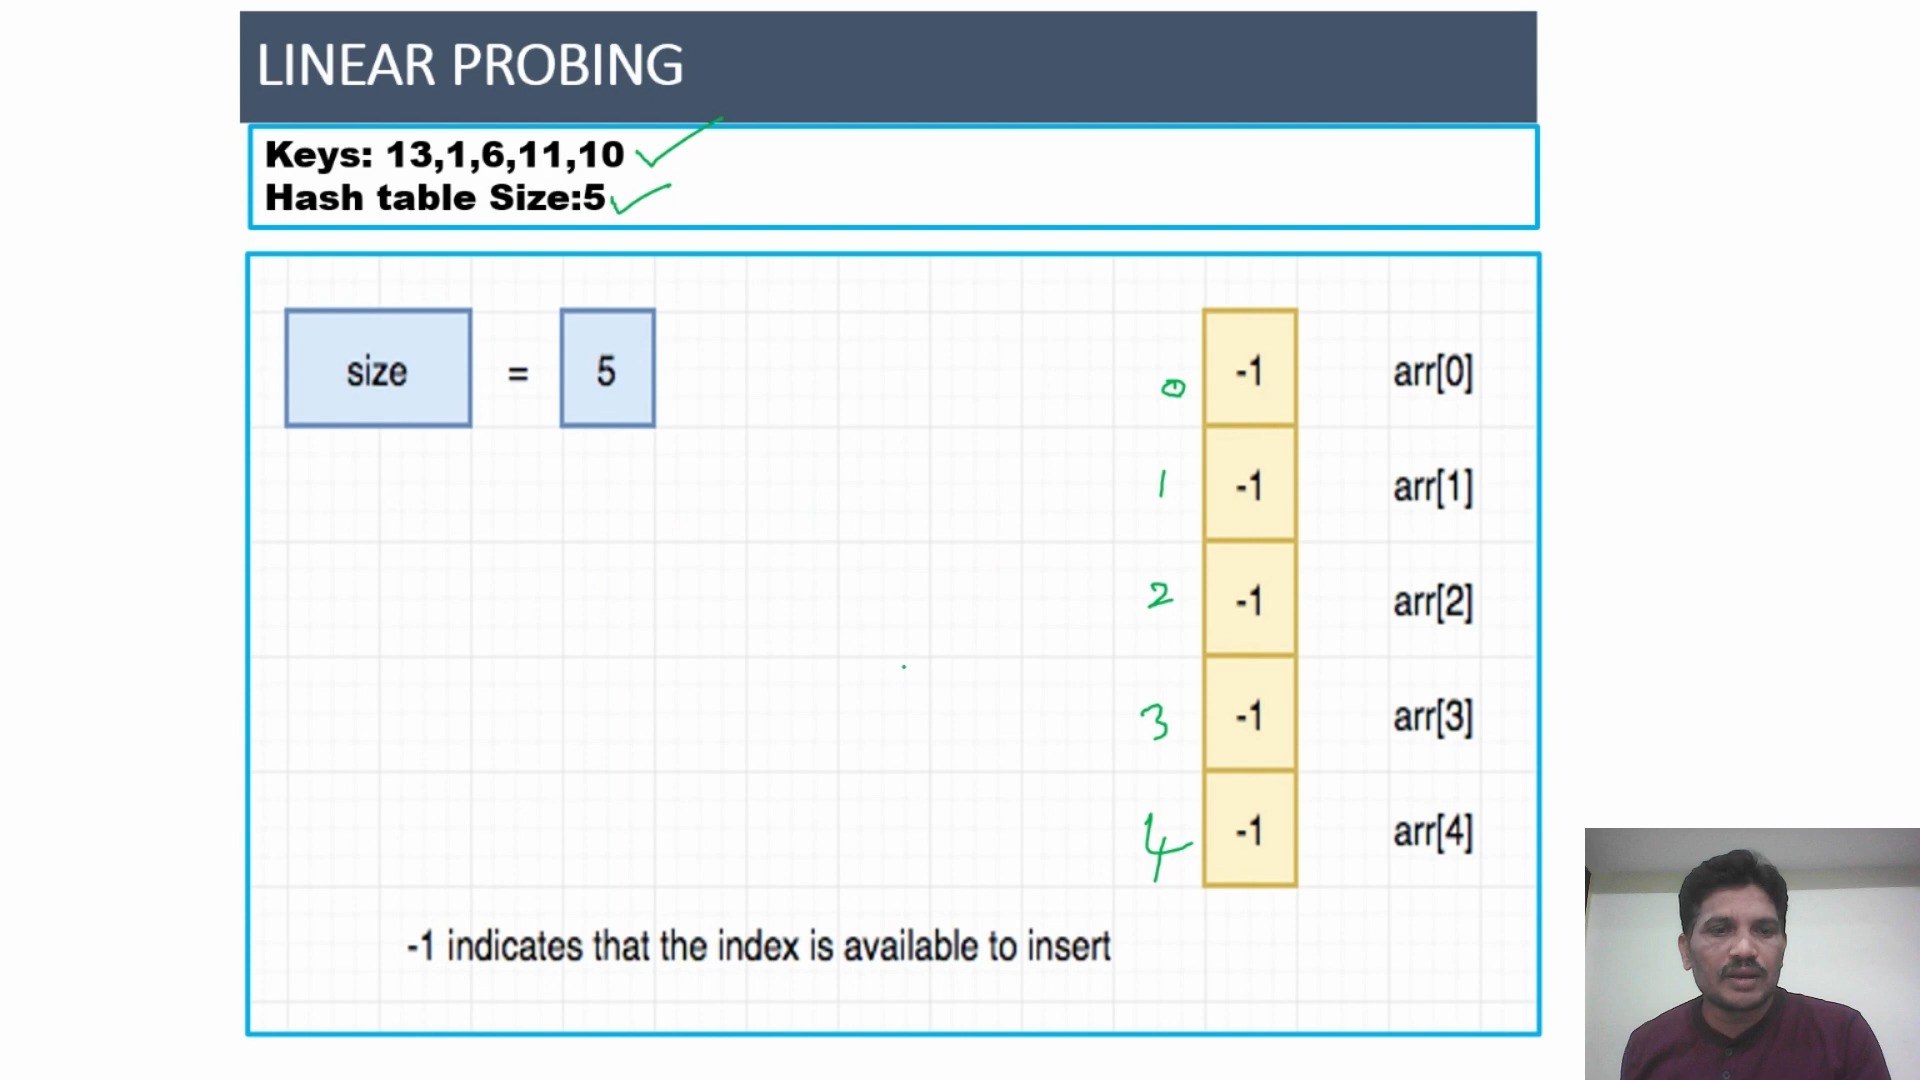 LINEAR PROBING
Keys: 13,1,6,11,10
Hash table Size:5
size = 5
0 -1 arr[0]
1 -1 arr[1]
2 -1 arr[2]
3 -1 arr[3]
4 -1 arr[4]
-1 indicates that the index is available to insert